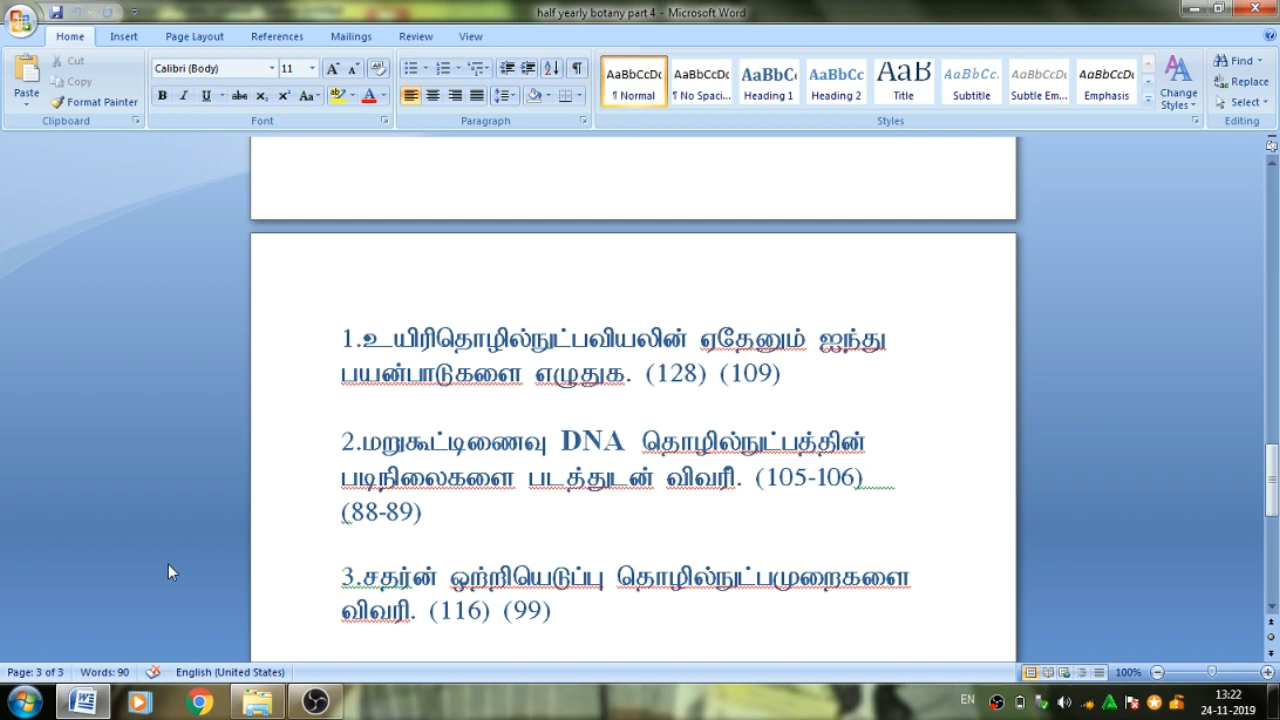 half yearly botany part 4 - Microsoft Word
Home Insert Page Layout References Mailings Review View
Cut Calibri (Body) 11 AaBbCcDc AaBbCcDc AaBbC AaBbCc AaB AaBbCc. AaBbCcDc AaBbCcDc Find
Copy Replace
Paste Format Painter B I U abc x₂ x² Aa A ¶ Normal ¶ No Spaci... Heading 1 Heading 2 Title Subtitle Subtle Em... Emphasis Change Styles Select
Clipboard Font Paragraph Styles Editing
1.உயிரிதொழில்நுட்பவியலின் ஏதேனும் ஐந்து
பயன்பாடுகளை எழுதுக. (128) (109)
2.மறுகூட்டிணைவு DNA தொழில்நுட்பத்தின்
படிநிலைகளை படத்துடன் விவரி. (105-106)
(88-89)
3.சதர்ன் ஒற்றியெடுப்பு தொழில்நுட்பமுறைகளை
விவரி. (116) (99)
Page: 3 of 3 Words: 90 English (United States) 100%
EN 13:22
24-11-2019